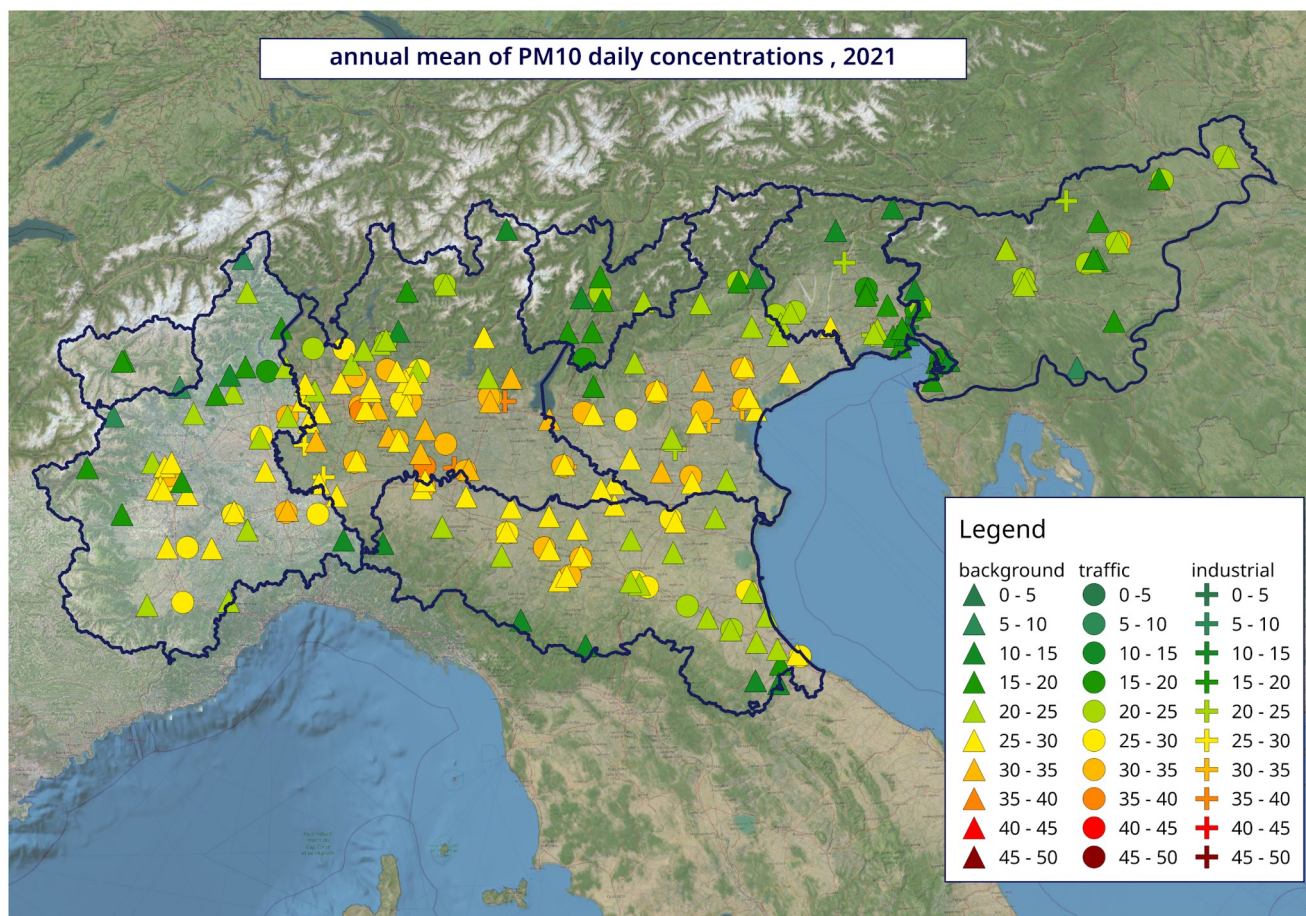 annual mean of PM10 daily concentrations , 2021
Legend
background traffic industrial
0 - 5 0 -5 0 - 5
5 - 10 5 - 10 5 - 10
10 - 15 10 - 15 10 - 15
15 - 20 15 - 20 15 - 20
20 - 25 20 - 25 20 - 25
25 - 30 25 - 30 25 - 30
30 - 35 30 - 35 30 - 35
35 - 40 35 - 40 35 - 40
40 - 45 40 - 45 40 - 45
45 - 50 45 - 50 45 - 50